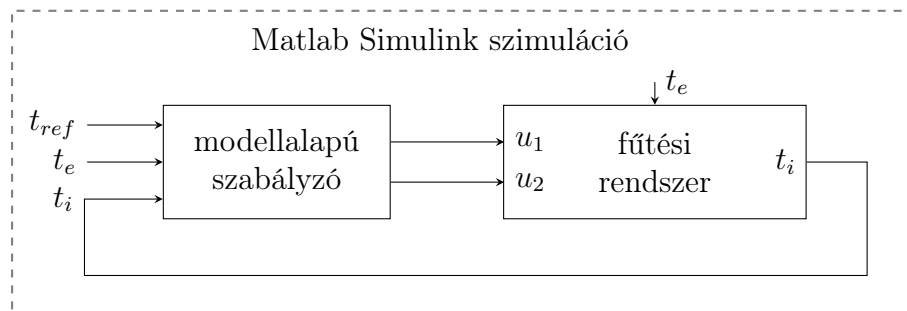 Matlab Simulink szimuláció
t_e
t_ref
t_e
t_i
modellalapú
szabályzó
u_1
u_2
fűtési
rendszer
t_i